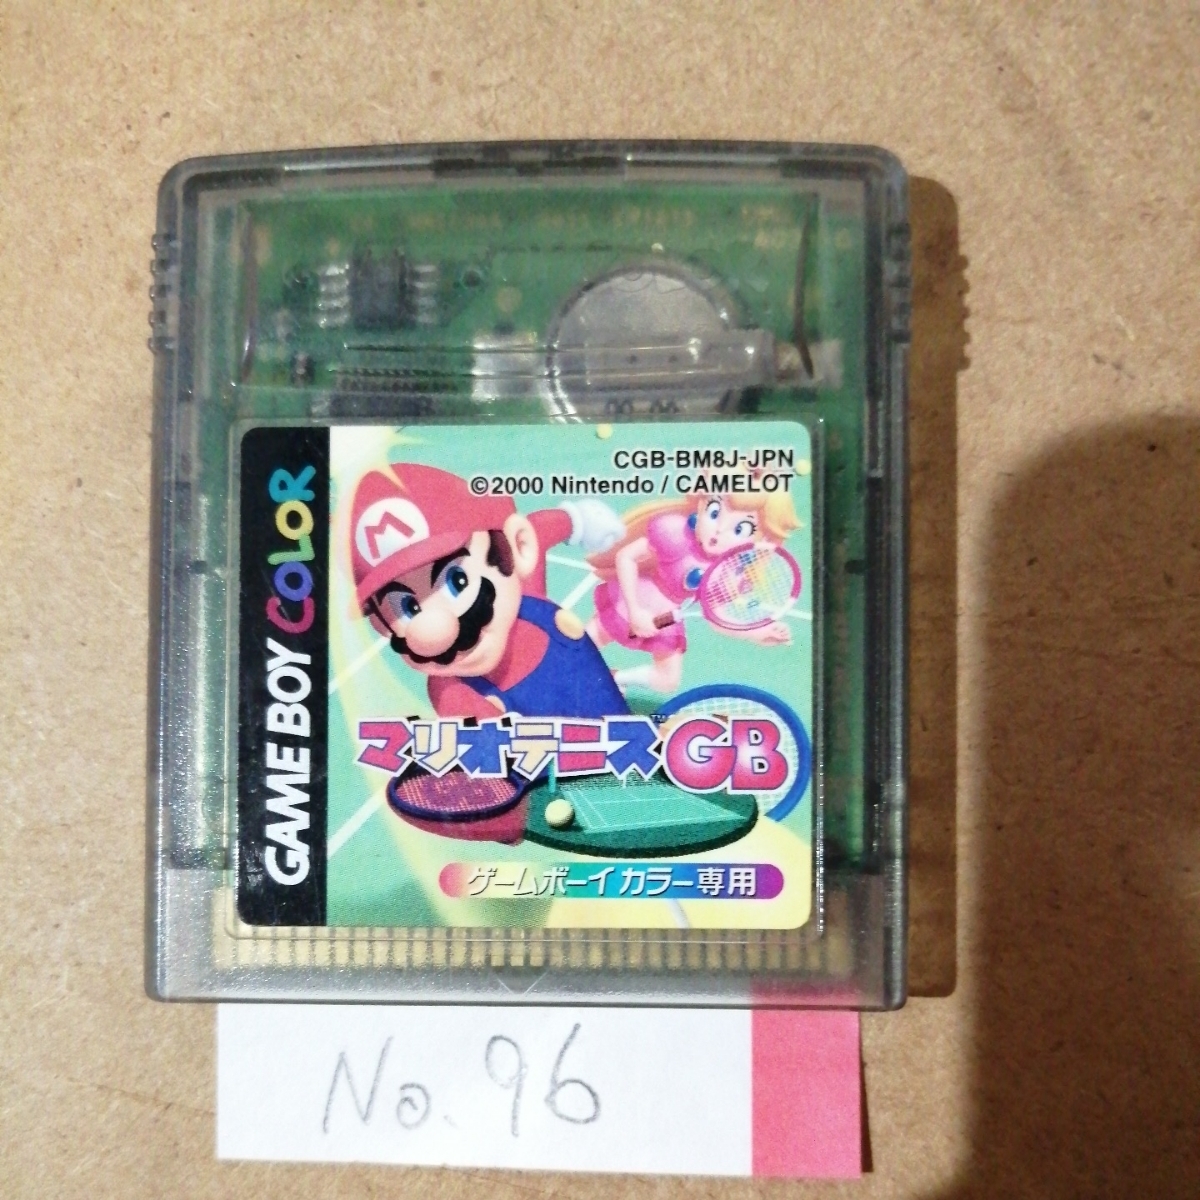 CGB-BM8J-JPN
©2000 Nintendo / CAMELOT
GAME BOY COLOR
M
マリオテニスGB
TM
ゲームボーイカラー専用
No. 96